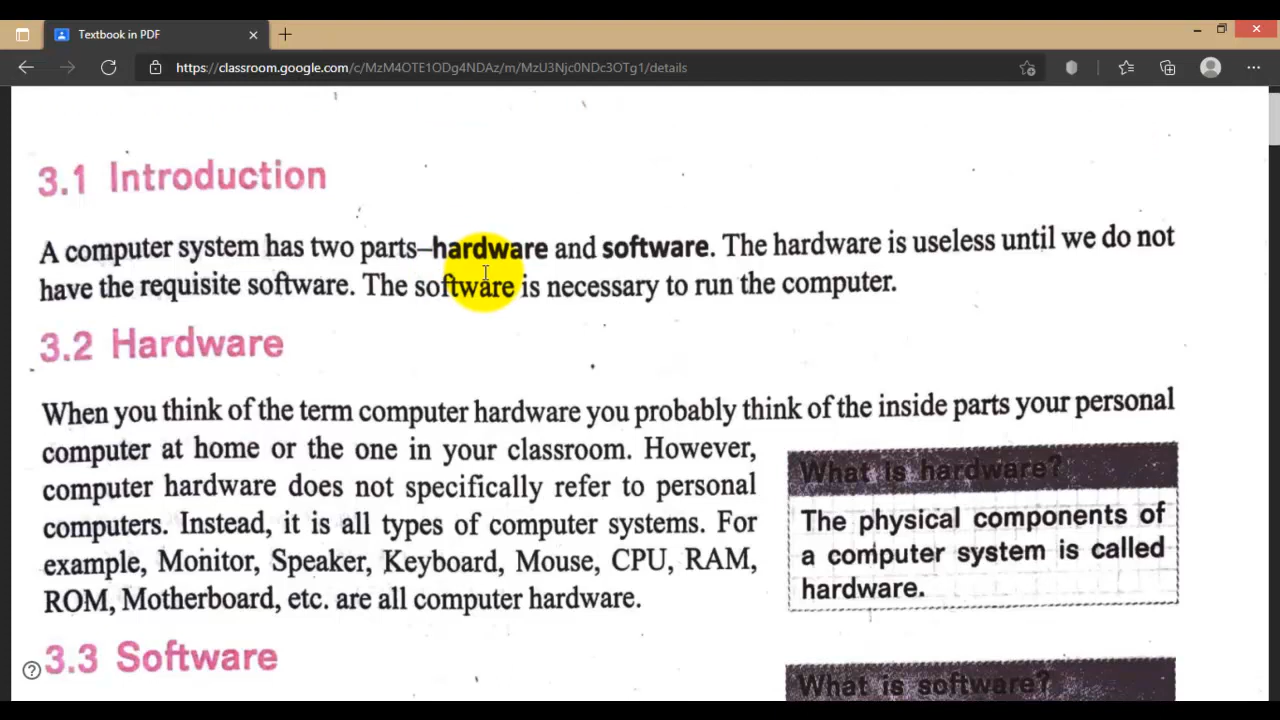 Textbook in PDF
https://classroom.google.com/c/MzM4OTE1ODg4NDAz/m/MzU3Njc0NDc3OTg1/details
3.1 Introduction
A computer system has two parts–hardware and software. The hardware is useless until we do not
have the requisite software. The software is necessary to run the computer.
3.2 Hardware
When you think of the term computer hardware you probably think of the inside parts your personal
computer at home or the one in your classroom. However,
computer hardware does not specifically refer to personal
computers. Instead, it is all types of computer systems. For
example, Monitor, Speaker, Keyboard, Mouse, CPU, RAM,
ROM, Motherboard, etc. are all computer hardware.
What is hardware?
The physical components of
a computer system is called
hardware.
3.3 Software
What is software?